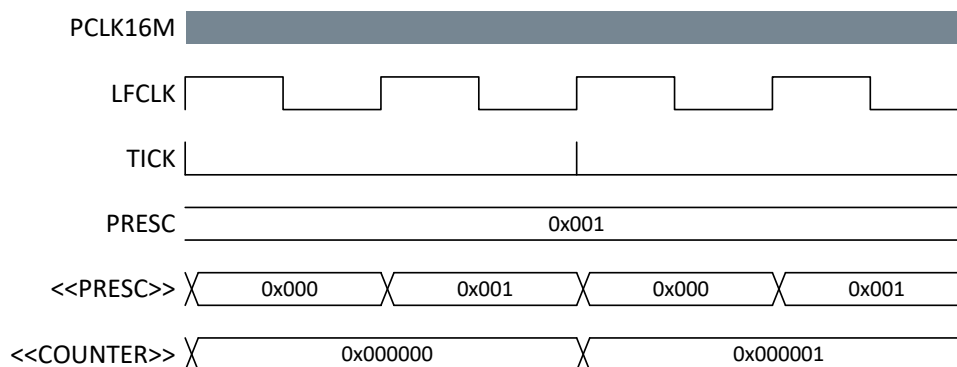 PCLK16M
LFCLK
TICK
PRESC 0x001
<<PRESC>> 0x000 0x001 0x000 0x001
<<COUNTER>> 0x000000 0x000001